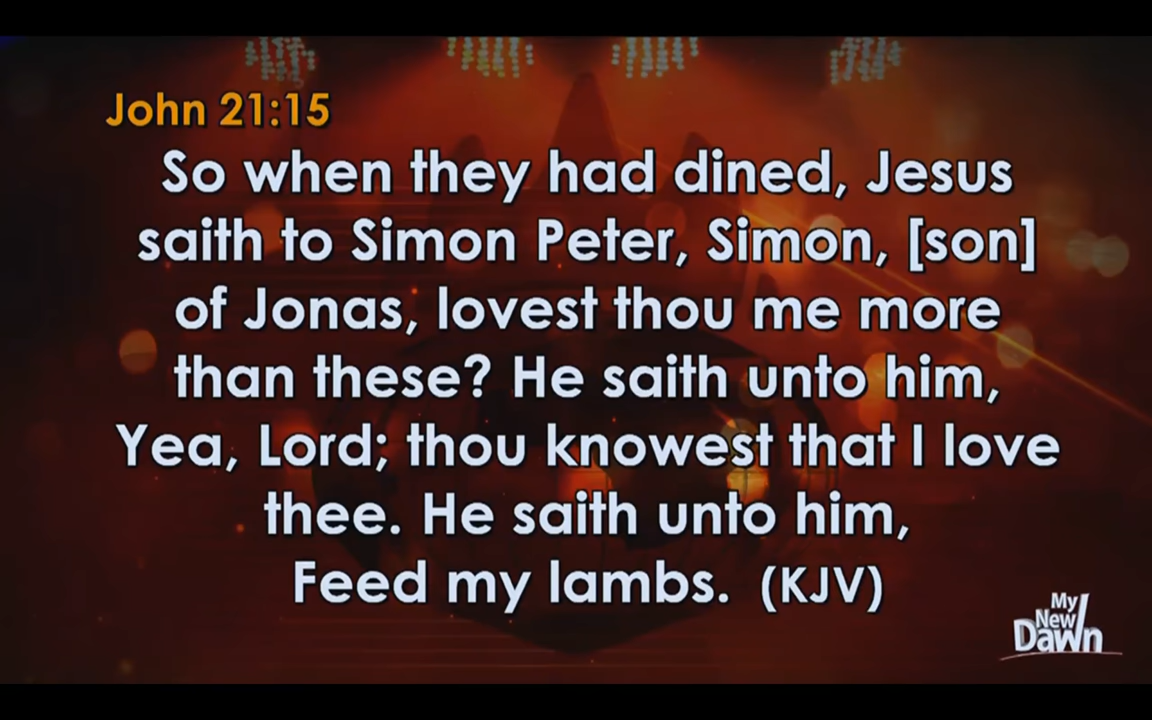 John 21:15
So when they had dined, Jesus
saith to Simon Peter, Simon, [son]
of Jonas, lovest thou me more
than these? He saith unto him,
Yea, Lord; thou knowest that I love
thee. He saith unto him,
Feed my lambs. (KJV)
My
New
Dawn